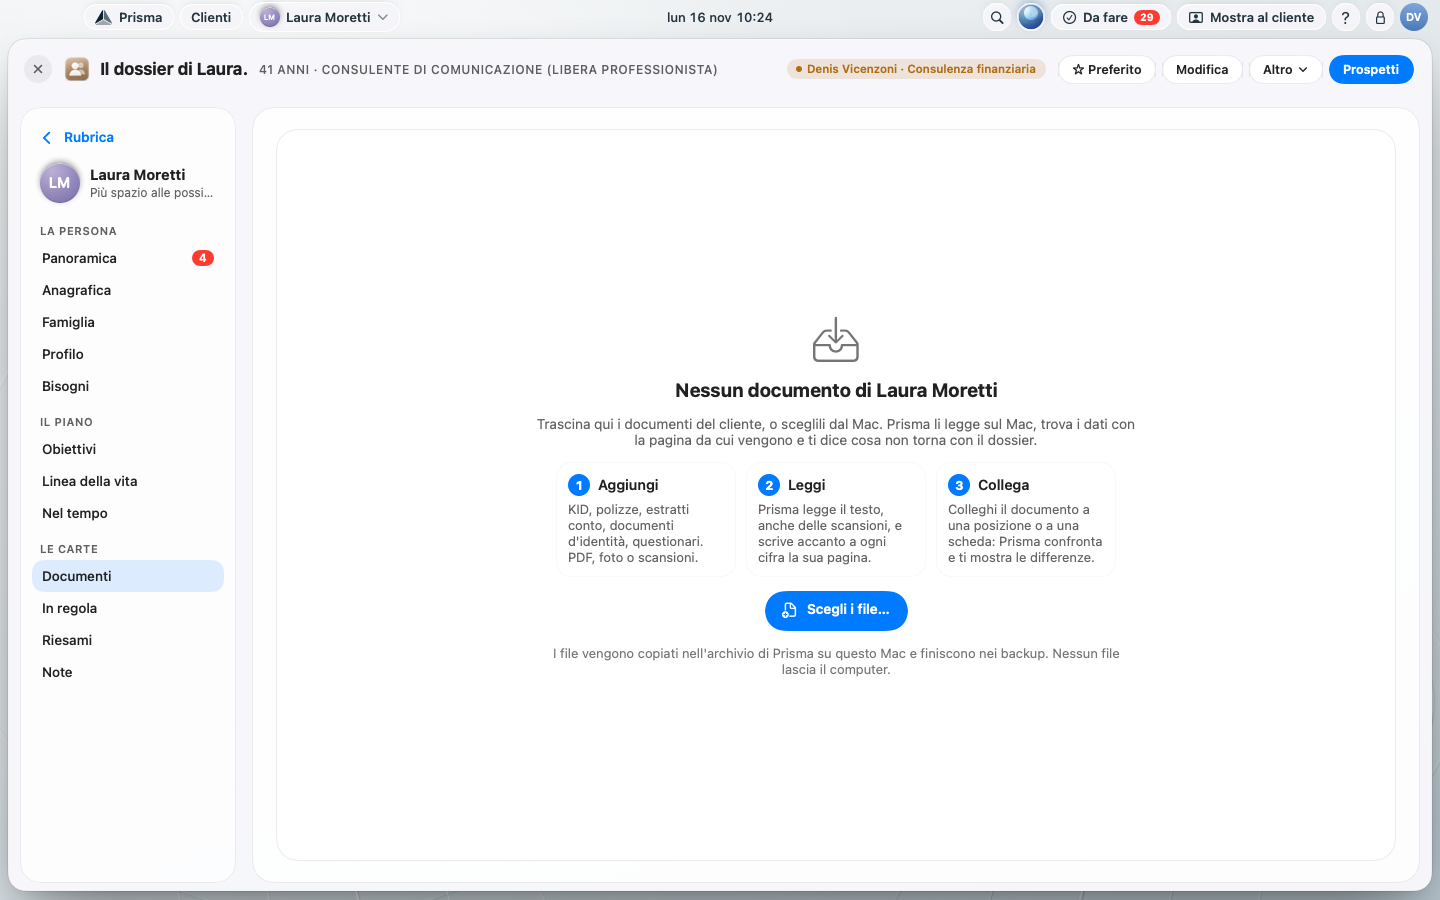 Prisma
Clienti
LM Laura Moretti
lun 16 nov 10:24
Da fare 29
Mostra al cliente
?
DV
Il dossier di Laura.
41 ANNI · CONSULENTE DI COMUNICAZIONE (LIBERA PROFESSIONISTA)
Denis Vicenzoni · Consulenza finanziaria
Preferito
Modifica
Altro
Prospetti
Rubrica
LM
Laura Moretti
Più spazio alle possi...
LA PERSONA
Panoramica 4
Anagrafica
Famiglia
Profilo
Bisogni
IL PIANO
Obiettivi
Linea della vita
Nel tempo
LE CARTE
Documenti
In regola
Riesami
Note
Nessun documento di Laura Moretti
Trascina qui i documenti del cliente, o sceglili dal Mac. Prisma li legge sul Mac, trova i dati con
la pagina da cui vengono e ti dice cosa non torna con il dossier.
1 Aggiungi
KID, polizze, estratti
conto, documenti
d'identità, questionari.
PDF, foto o scansioni.
2 Leggi
Prisma legge il testo,
anche delle scansioni, e
scrive accanto a ogni
cifra la sua pagina.
3 Collega
Colleghi il documento a
una posizione o a una
scheda: Prisma confronta
e ti mostra le differenze.
Scegli i file...
I file vengono copiati nell'archivio di Prisma su questo Mac e finiscono nei backup. Nessun file
lascia il computer.